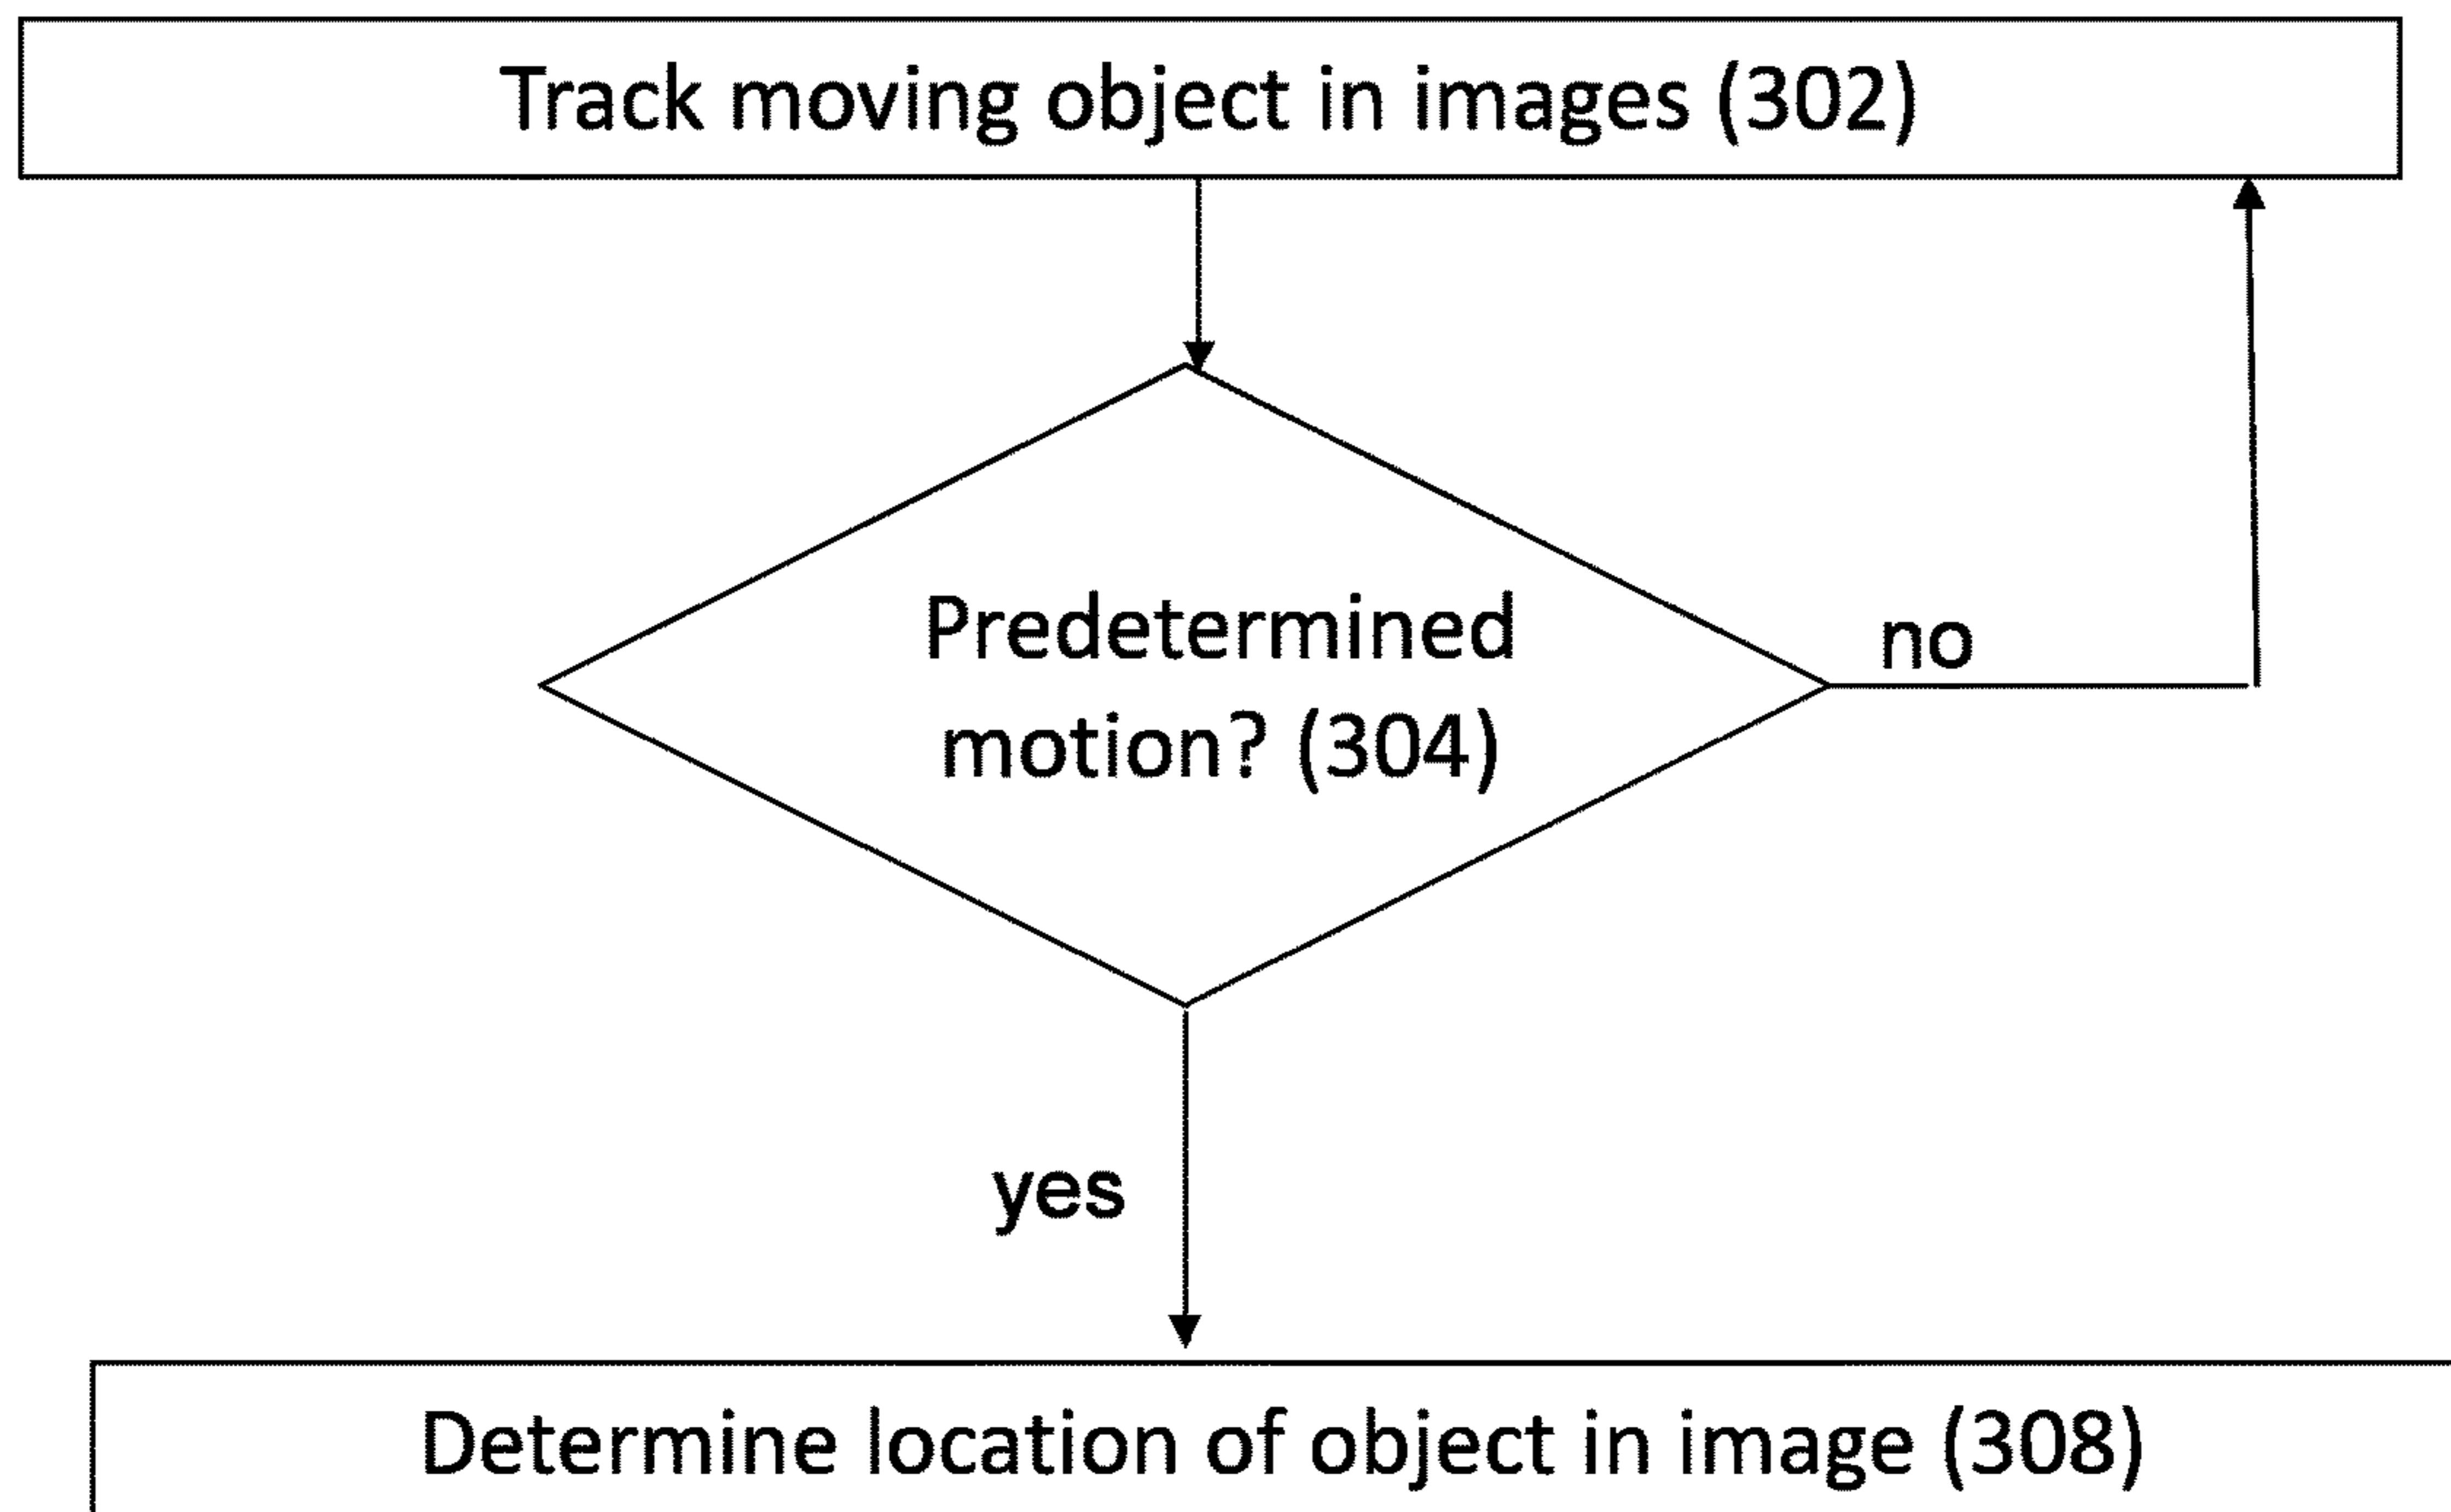 Track moving object in images (302)
Predetermined
motion? (304)
no
yes
Determine location of object in image (308)